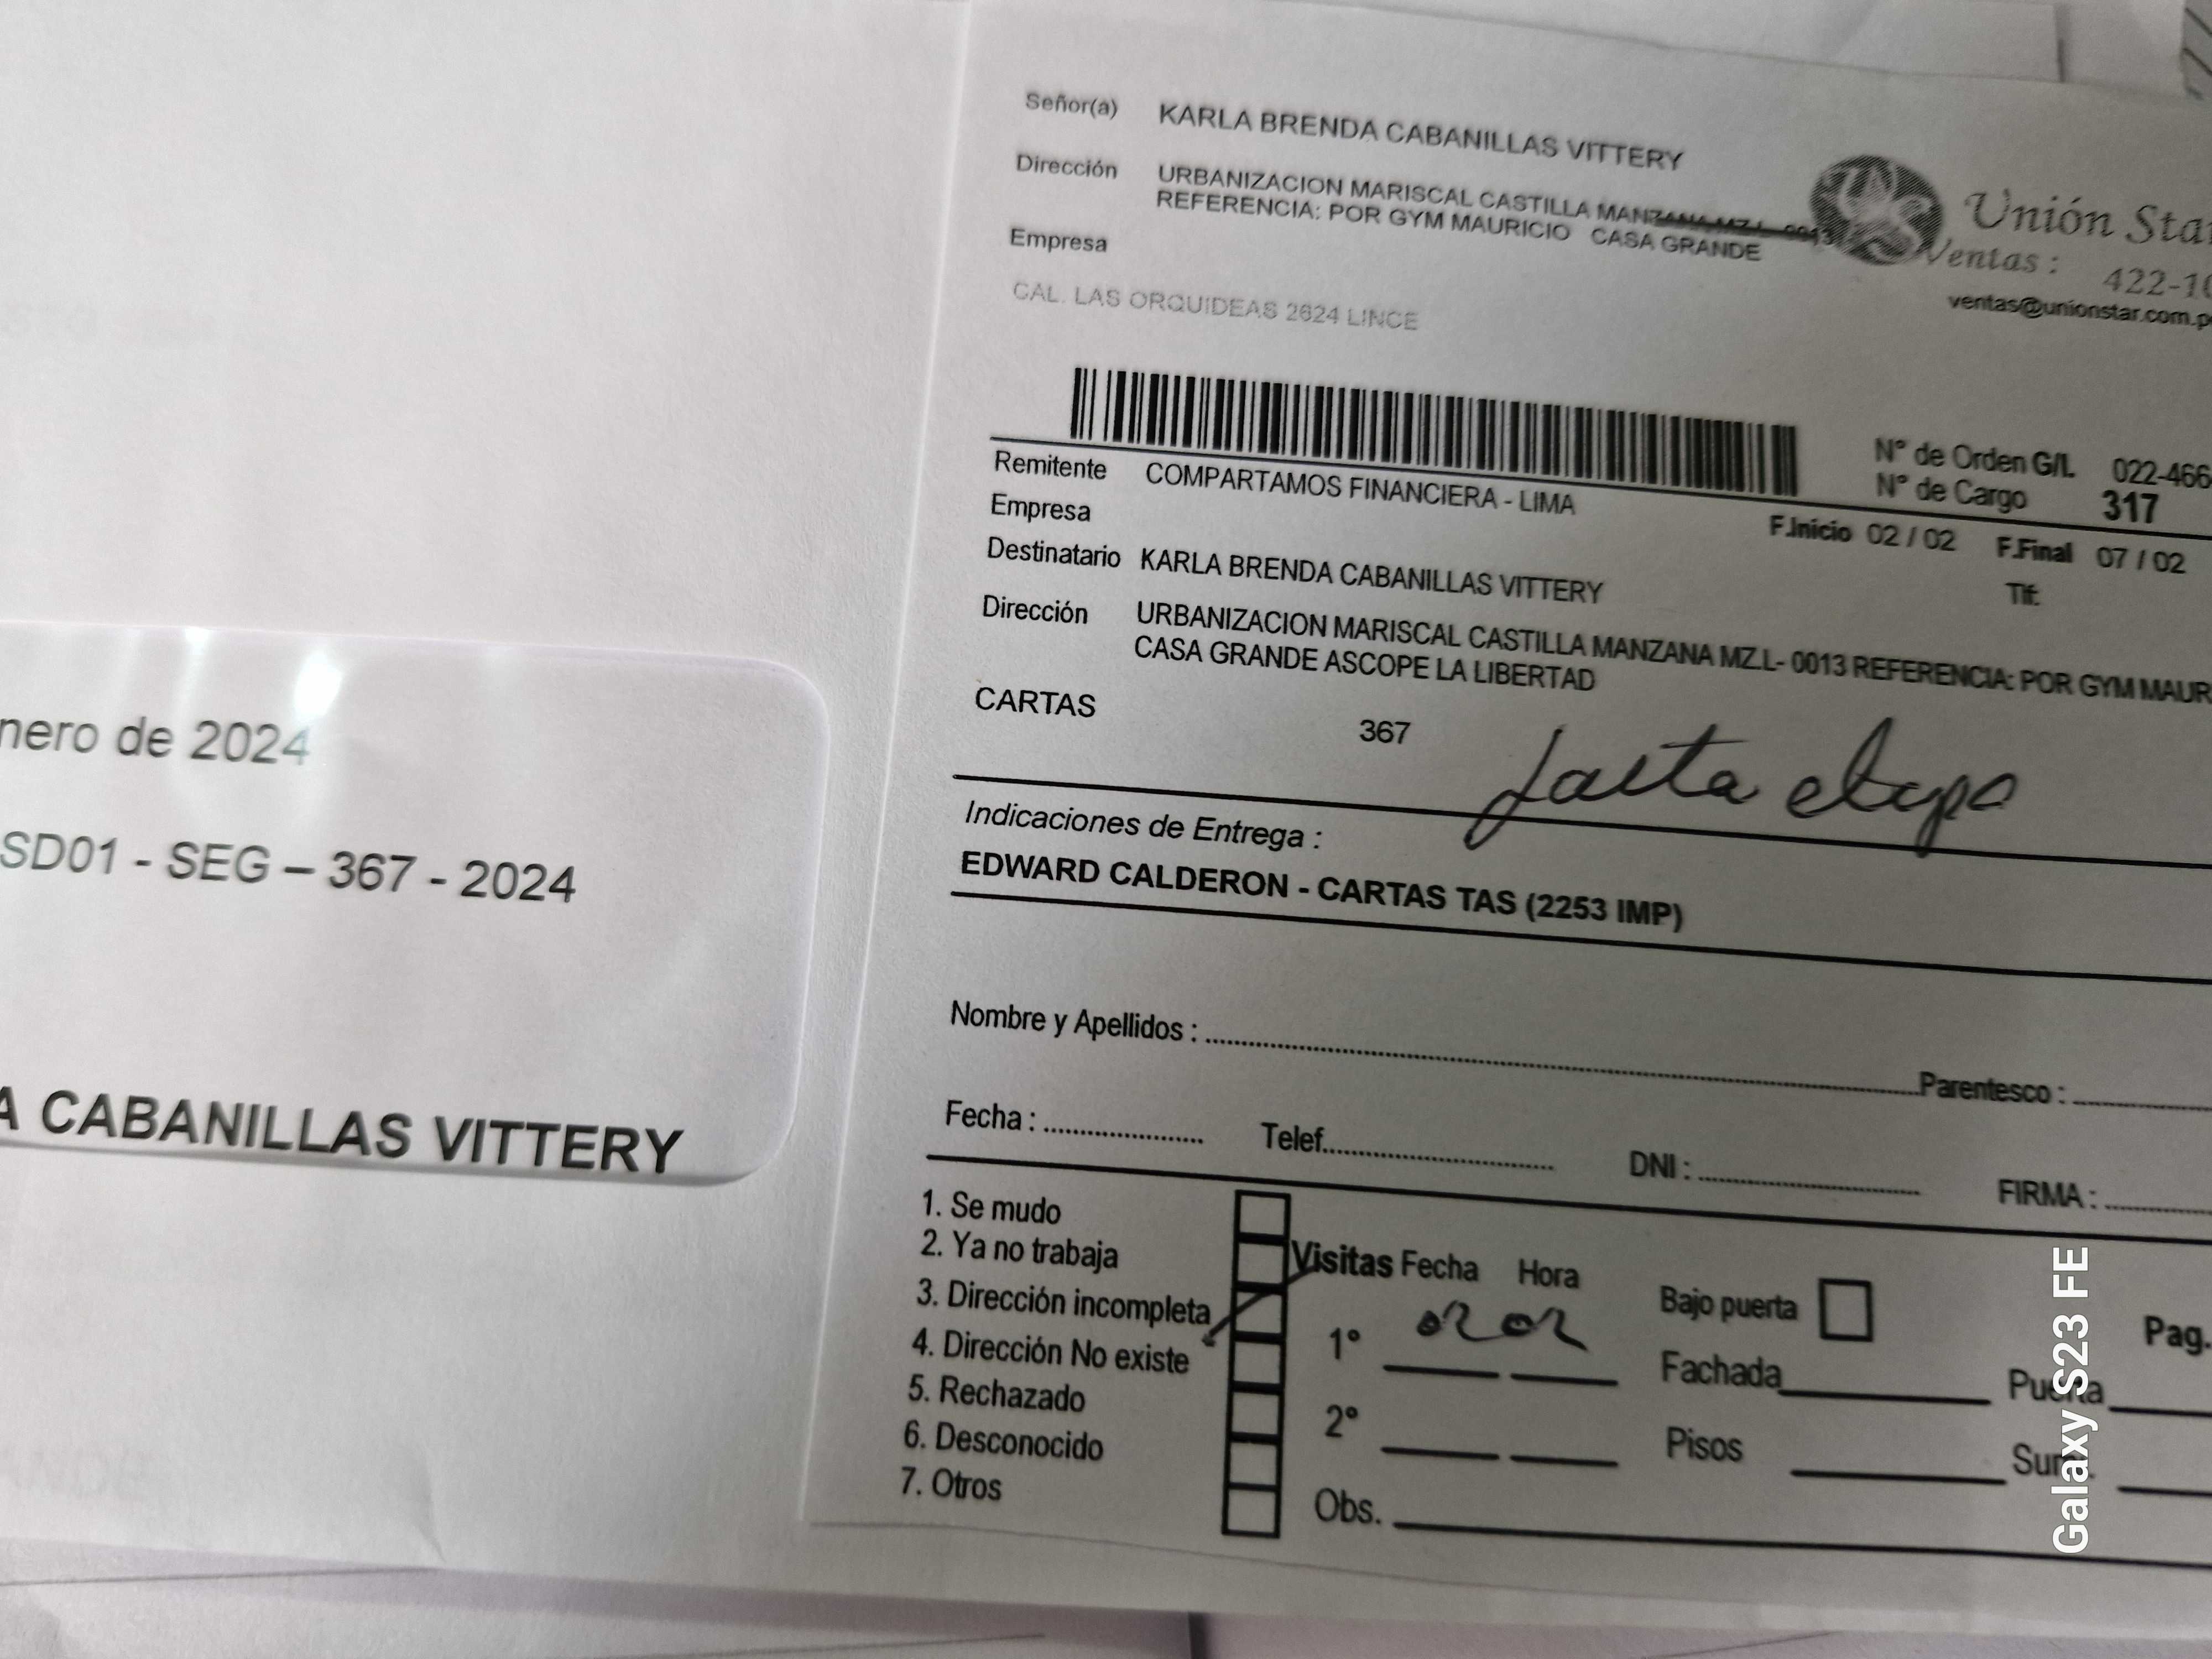 Señor(a) KARLA BRENDA CABANILLAS VITTERY
Dirección URBANIZACION MARISCAL CASTILLA MANZANA MZ.L- 0013
REFERENCIA: POR GYM MAURICIO CASA GRANDE
Empresa
CAL. LAS ORQUIDEAS 2624 LINCE
Unión Star
Ventas : 422-10
ventas@unionstar.com.p
N° de Orden G/I. 022-466
N° de Cargo 317
Remitente COMPARTAMOS FINANCIERA - LIMA
Empresa
F.Inicio 02 / 02 F.Final 07 / 02
Destinatario KARLA BRENDA CABANILLAS VITTERY
Tlf:
Dirección URBANIZACION MARISCAL CASTILLA MANZANA MZ.L- 0013 REFERENCIA: POR GYM MAUR
CASA GRANDE ASCOPE LA LIBERTAD
CARTAS 367
falta etapa
Indicaciones de Entrega :
EDWARD CALDERON - CARTAS TAS (2253 IMP)
Nombre y Apellidos : Parentesco :
Fecha : Telef. DNI : FIRMA :
1. Se mudo
2. Ya no trabaja
3. Dirección incompleta
4. Dirección No existe
5. Rechazado
6. Desconocido
7. Otros
Visitas Fecha Hora
1° 02 02
2°
Obs.
Bajo puerta
Fachada Puerta
Pisos Sum.
Pag.
nero de 2024
SD01 - SEG – 367 - 2024
A CABANILLAS VITTERY
Galaxy S23 FE